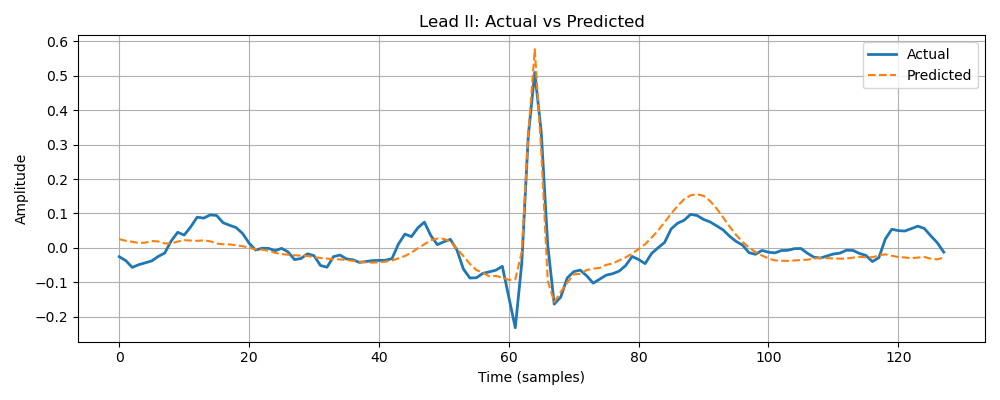 Lead II: Actual vs Predicted
Actual
Predicted
Amplitude
0.6
0.5
0.4
0.3
0.2
0.1
0.0
−0.1
−0.2
0 20 40 60 80 100 120
Time (samples)